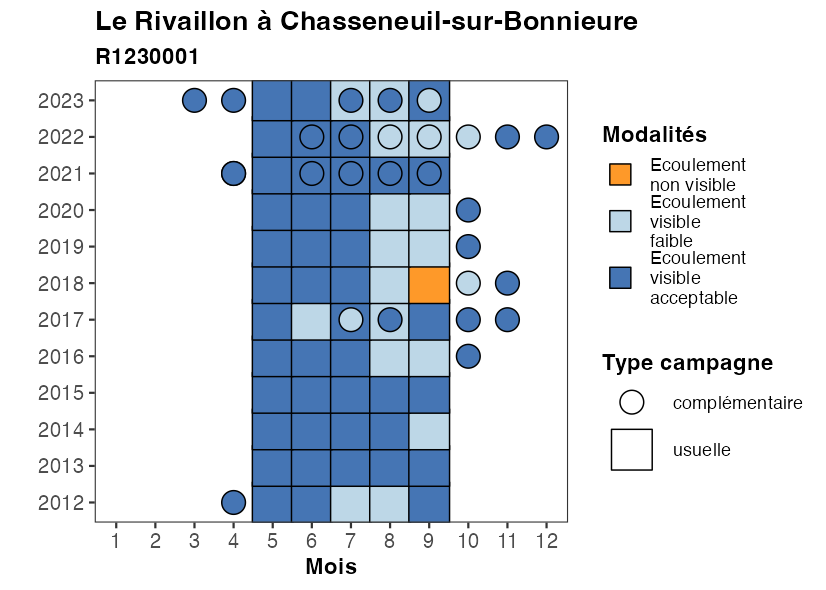 Le Rivaillon à Chasseneuil-sur-Bonnieure
R1230001
2023
2022
2021
2020
2019
2018
2017
2016
2015
2014
2013
2012
1 2 3 4 5 6 7 8 9 10 11 12
Mois
Modalités
Ecoulement
non visible
Ecoulement
visible
faible
Ecoulement
visible
acceptable
Type campagne
complémentaire
usuelle